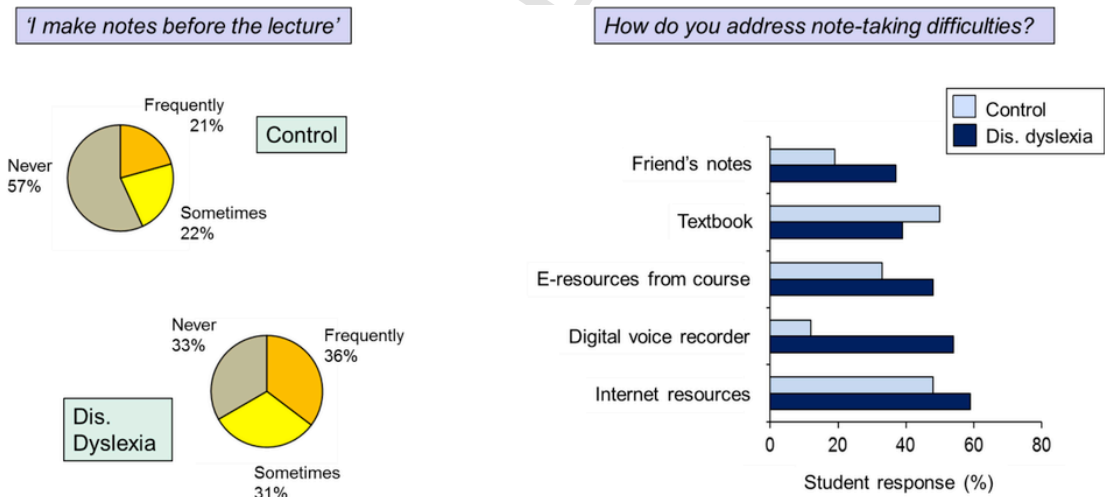 'I make notes before the lecture'
Frequently
21%
Control
Never
57%
Sometimes
22%
Never
33%
Frequently
36%
Dis.
Dyslexia
Sometimes
31%
How do you address note-taking difficulties?
Control
Dis. dyslexia
Friend's notes
Textbook
E-resources from course
Digital voice recorder
Internet resources
0 20 40 60 80
Student response (%)